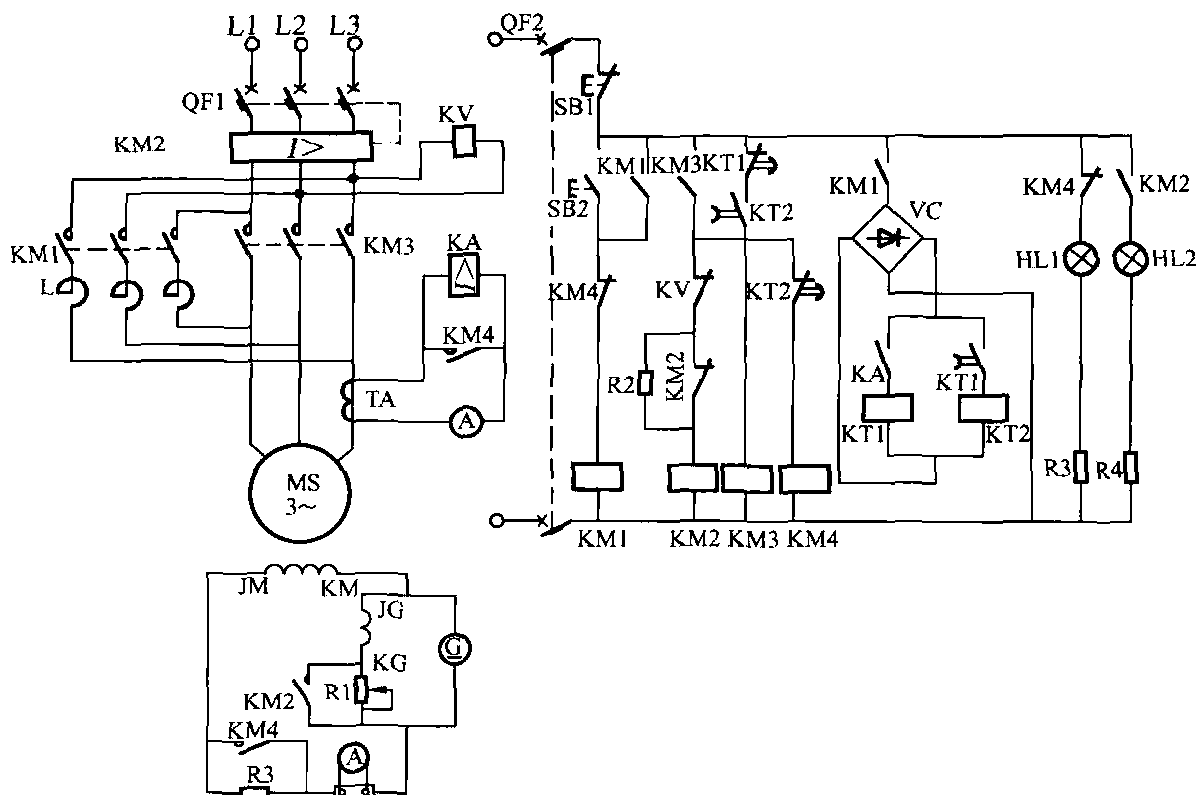 L1 L2 L3
QF2
QF1
SB1
KV
KM2
I>
KM1 KM3 KT1
KM1
KM4
KM2
SB2
KT2
VC
KM1
KM3
KA
HL1
HL2
L
KM4
KV
KT2
KM4
KA
KT1
R2
KM2
TA
A
KT1
KT2
R3
R4
MS
3~
KM1
KM2
KM3
KM4
JM
KM
JG
G
KG
R1
KM2
KM4
A
R3